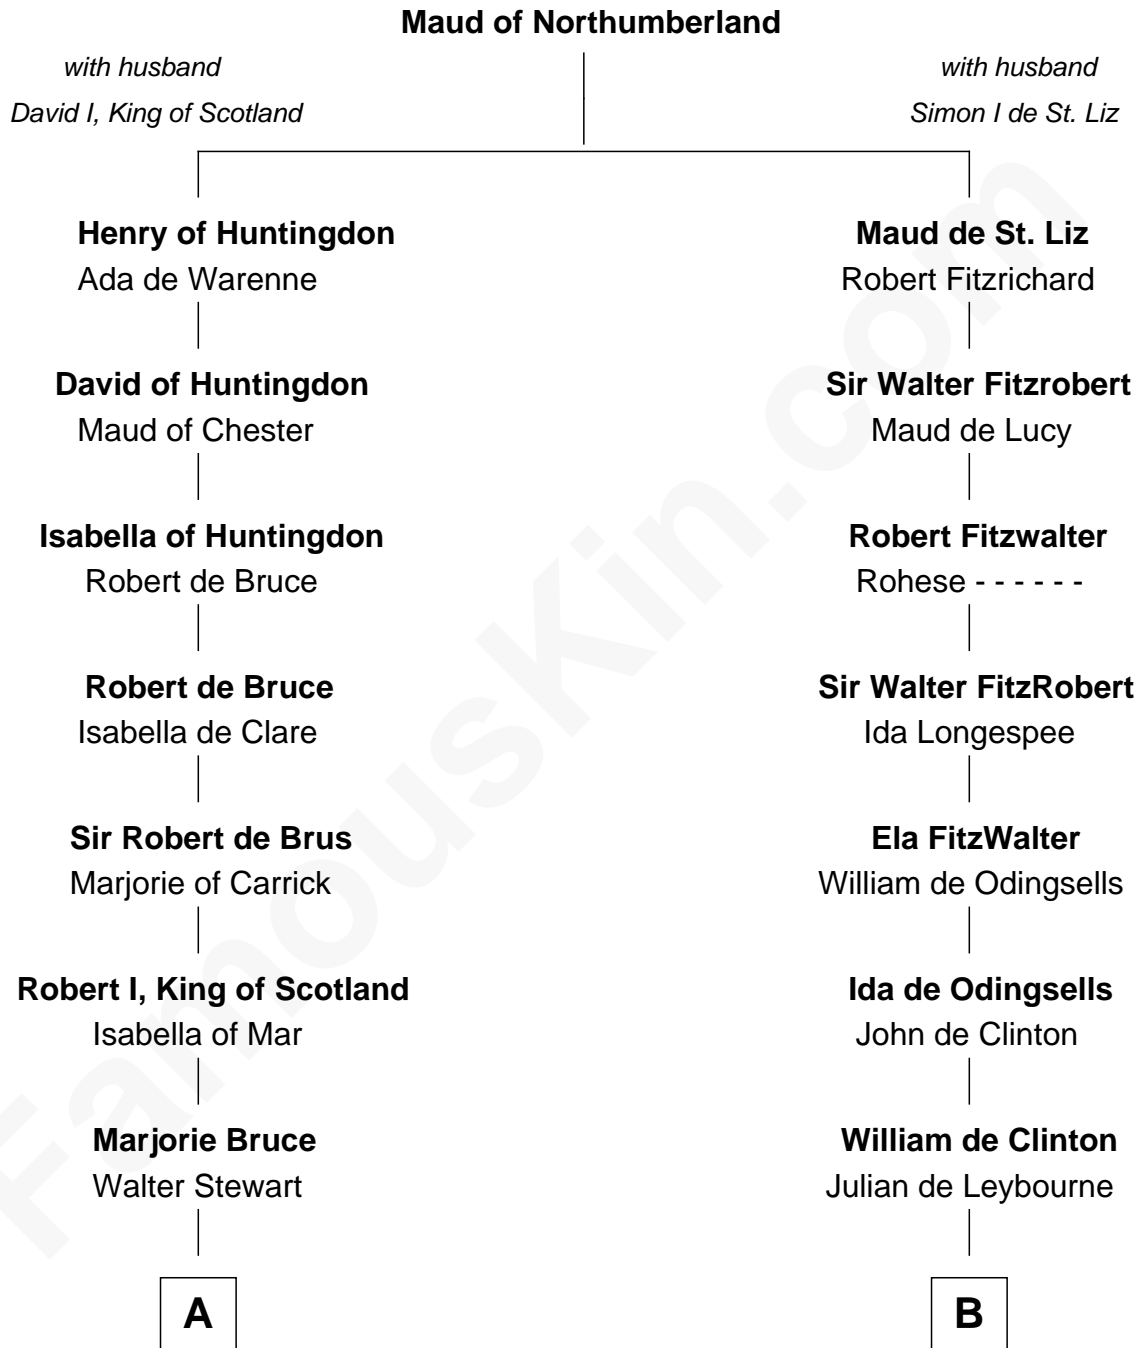 Maud of Northumberland
with husband
David I, King of Scotland
with husband
Simon I de St. Liz
Henry of Huntingdon
Ada de Warenne
Maud de St. Liz
Robert Fitzrichard
David of Huntingdon
Maud of Chester
Sir Walter Fitzrobert
Maud de Lucy
Isabella of Huntingdon
Robert de Bruce
Robert Fitzwalter
Rohese - - - - - -
Robert de Bruce
Isabella de Clare
Sir Walter FitzRobert
Ida Longespee
Sir Robert de Brus
Marjorie of Carrick
Ela FitzWalter
William de Odingsells
Robert I, King of Scotland
Isabella of Mar
Ida de Odingsells
John de Clinton
Marjorie Bruce
Walter Stewart
William de Clinton
Julian de Leybourne
A
B
FamousKin.com